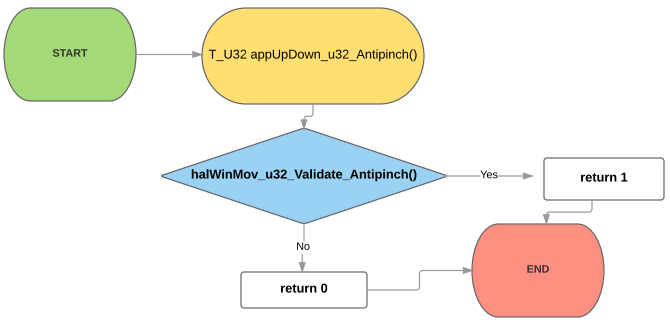 START
T_U32 appUpDown_u32_Antipinch()
halWinMov_u32_Validate_Antipinch()
Yes
return 1
No
END
return 0